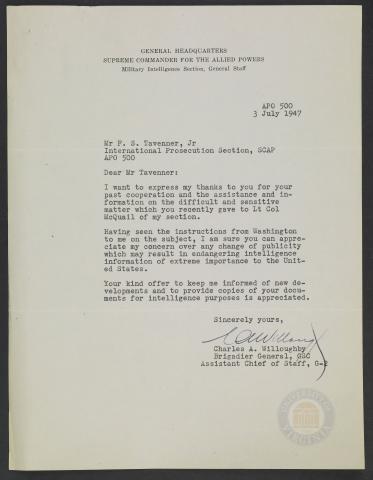 GENERAL HEADQUARTERS
SUPREME COMMANDER FOR THE ALLIED POWERS
Military Intelligence Section, General Staff
APO 500
3 July 1947
Mr F. S. Tavenner, Jr
International Prosecution Section, SCAP
APO 500
Dear Mr Tavenner:
I want to express my thanks to you for your
past cooperation and the assistance and in-
formation on the difficult and sensitive
matter which you recently gave to Lt Col
McQuail of my section.
Having seen the instructions from Washington
to me on the subject, I am sure you can appre-
ciate my concern over any change of publicity
which may result in endangering intelligence
information of extreme importance to the Unit-
ed States.
Your kind offer to keep me informed of new de-
velopments and to provide copies of your docu-
ments for intelligence purposes is appreciated.
Sincerely yours,
CAWilloughby
Charles A. Willoughby
Brigadier General, GSC
Assistant Chief of Staff, G-2
UNIVERSITY OF
VIRGINIA